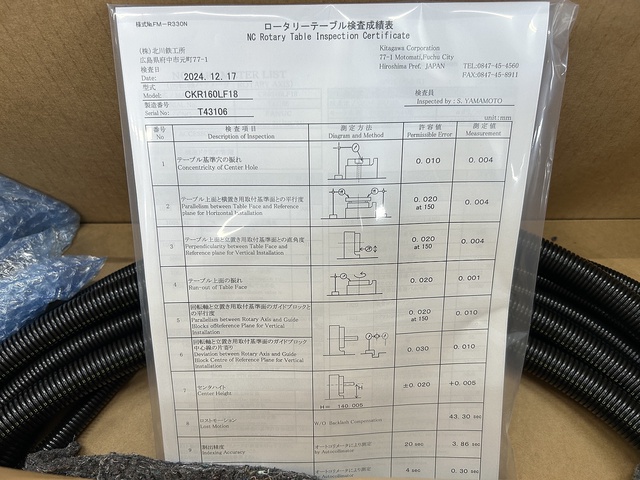 様式№FM-R330N
ロータリーテーブル検査成績表
NC Rotary Table Inspection Certificate
(株)北川鉄工所
広島県府中市元町77-1
Kitagawa Corporation
77-1 Motomati,Fuchu City
Hiroshima Pref, JAPAN
TEL:0847-45-4560
FAX:0847-45-8911
検査日
Date: 2024. 12. 17
型式
Model: CKR160LF18
製造番号
Serial No: T43106
検査員
Inspected by : S. YAMAMOTO
unit:mm
番号 検査項目 測定方法 許容値 測定値
No Description of Inspection Diagram and Method Permissible Error Measurement
1 テーブル基準穴の振れ
Concentricity of Center Hole
0. 010 0. 004
2 テーブル上面と横置き用取付基準面との平行度
Parallelism between Table Face and Reference
plane for Horizontal Installation
0. 020
at 150
0. 004
3 テーブル上面と立置き用取付基準面との直角度
Perpendicularity between Table Face and
Reference plane for Vertical Installation
0. 020
at 150
0. 004
4 テーブル上面の振れ
Run-out of Table Face
0. 020 0. 001
5 回転軸と立置き用取付基準面のガイドブロックと
の平行度
Parallelism between Rotary Axis and Guide
Blocks ofReference Plane for Vertical
Installation
0. 020
at 150
0. 010
6 回転軸と立置き用取付基準面のガイドブロック
中心線の片寄り
Deviation between Rotary Axis and Guide
Block Centre of Reference Plane for Vertical
Installation
0. 030 0. 010
7 センタハイト
Center Height
H
H= 140. 005
±0. 020 +0. 005
8 ロストモーション
Lost Motion
W/O Backlash Compensation
43. 30 sec
9 割出精度
Indexing Accuracy
オートコリメータにより測定
by Autocollimator
20 sec 3. 86 sec
オートコリメータにより測定
by Autocollimator
4 sec 0. 30 sec